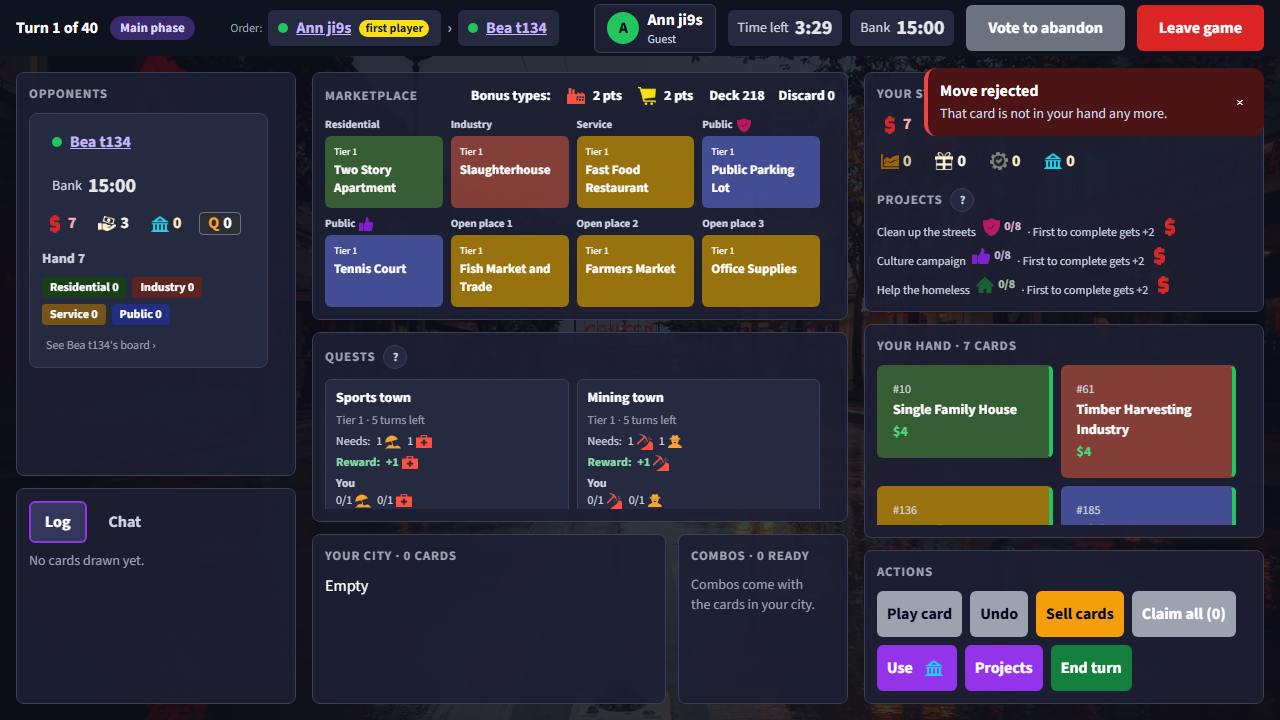 Turn 1 of 40
Main phase
Order:
Ann ji9s
first player
›
Bea t134
A
Ann ji9s
Guest
Time left 3:29
Bank 15:00
Vote to abandon
Leave game
OPPONENTS
Bea t134
Bank 15:00
7
3
0
Q 0
Hand 7
Residential 0
Industry 0
Service 0
Public 0
See Bea t134's board ›
Log
Chat
No cards drawn yet.
MARKETPLACE
Bonus types:
2 pts
2 pts
Deck 218
Discard 0
Residential
Industry
Service
Public
Tier 1
Two Story
Apartment
Tier 1
Slaughterhouse
Tier 1
Fast Food
Restaurant
Tier 1
Public Parking
Lot
Public
Open place 1
Open place 2
Open place 3
Tier 1
Tennis Court
Tier 1
Fish Market and
Trade
Tier 1
Farmers Market
Tier 1
Office Supplies
QUESTS
?
Sports town
Tier 1 · 5 turns left
Needs: 1 1
Reward: +1
You
0/1 0/1
Mining town
Tier 1 · 5 turns left
Needs: 1 1
Reward: +1
You
0/1 0/1
YOUR CITY · 0 CARDS
Empty
COMBOS · 0 READY
Combos come with
the cards in your city.
YOUR S
Move rejected
That card is not in your hand any more.
×
$ 7
0
0
0
0
PROJECTS
?
Clean up the streets 0/8 · First to complete gets +2 $
Culture campaign 0/8 · First to complete gets +2 $
Help the homeless 0/8 · First to complete gets +2 $
YOUR HAND · 7 CARDS
#10
Single Family House
$4
#61
Timber Harvesting
Industry
$4
#136
#185
ACTIONS
Play card
Undo
Sell cards
Claim all (0)
Use
Projects
End turn